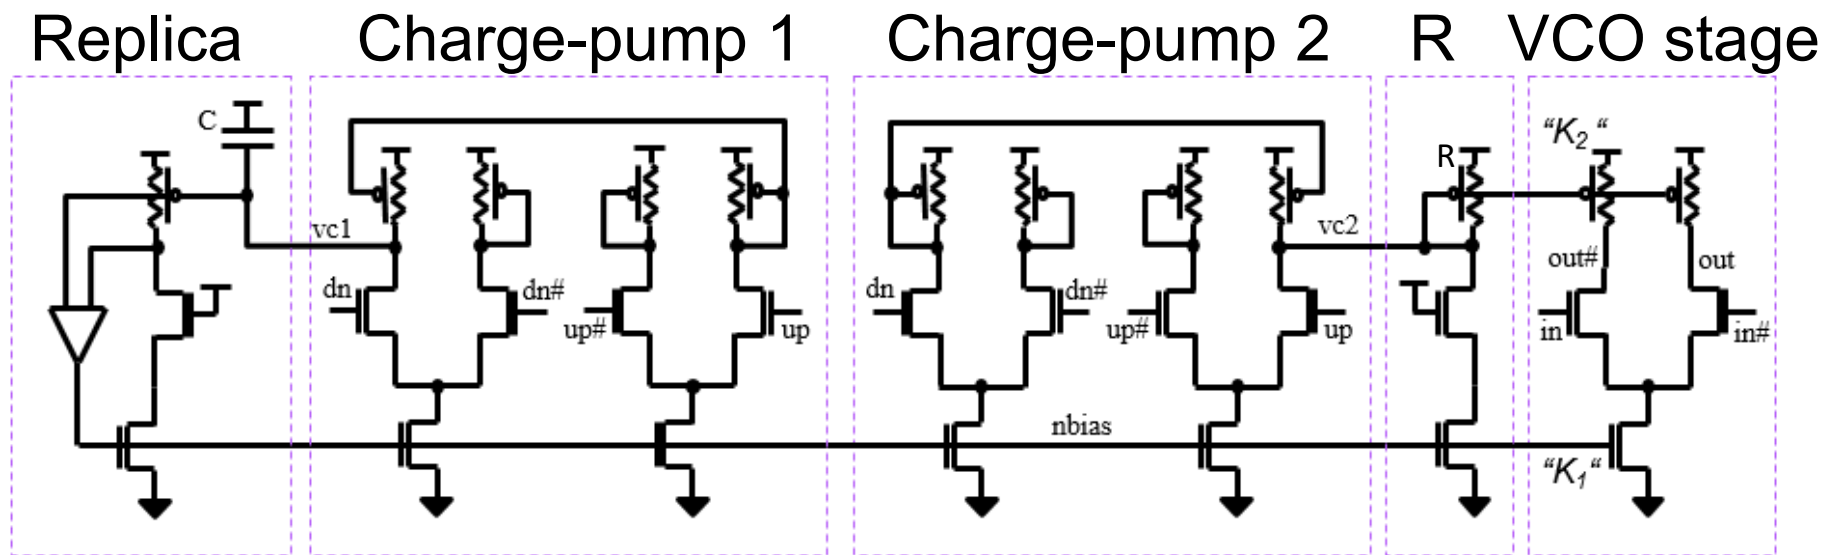 Replica
Charge-pump 1
Charge-pump 2
R
VCO stage
C
"K2 "
R
vc1
vc2
out#
out
dn
dn#
up#
up
dn
dn#
up#
up
in
in#
nbias
"K1"